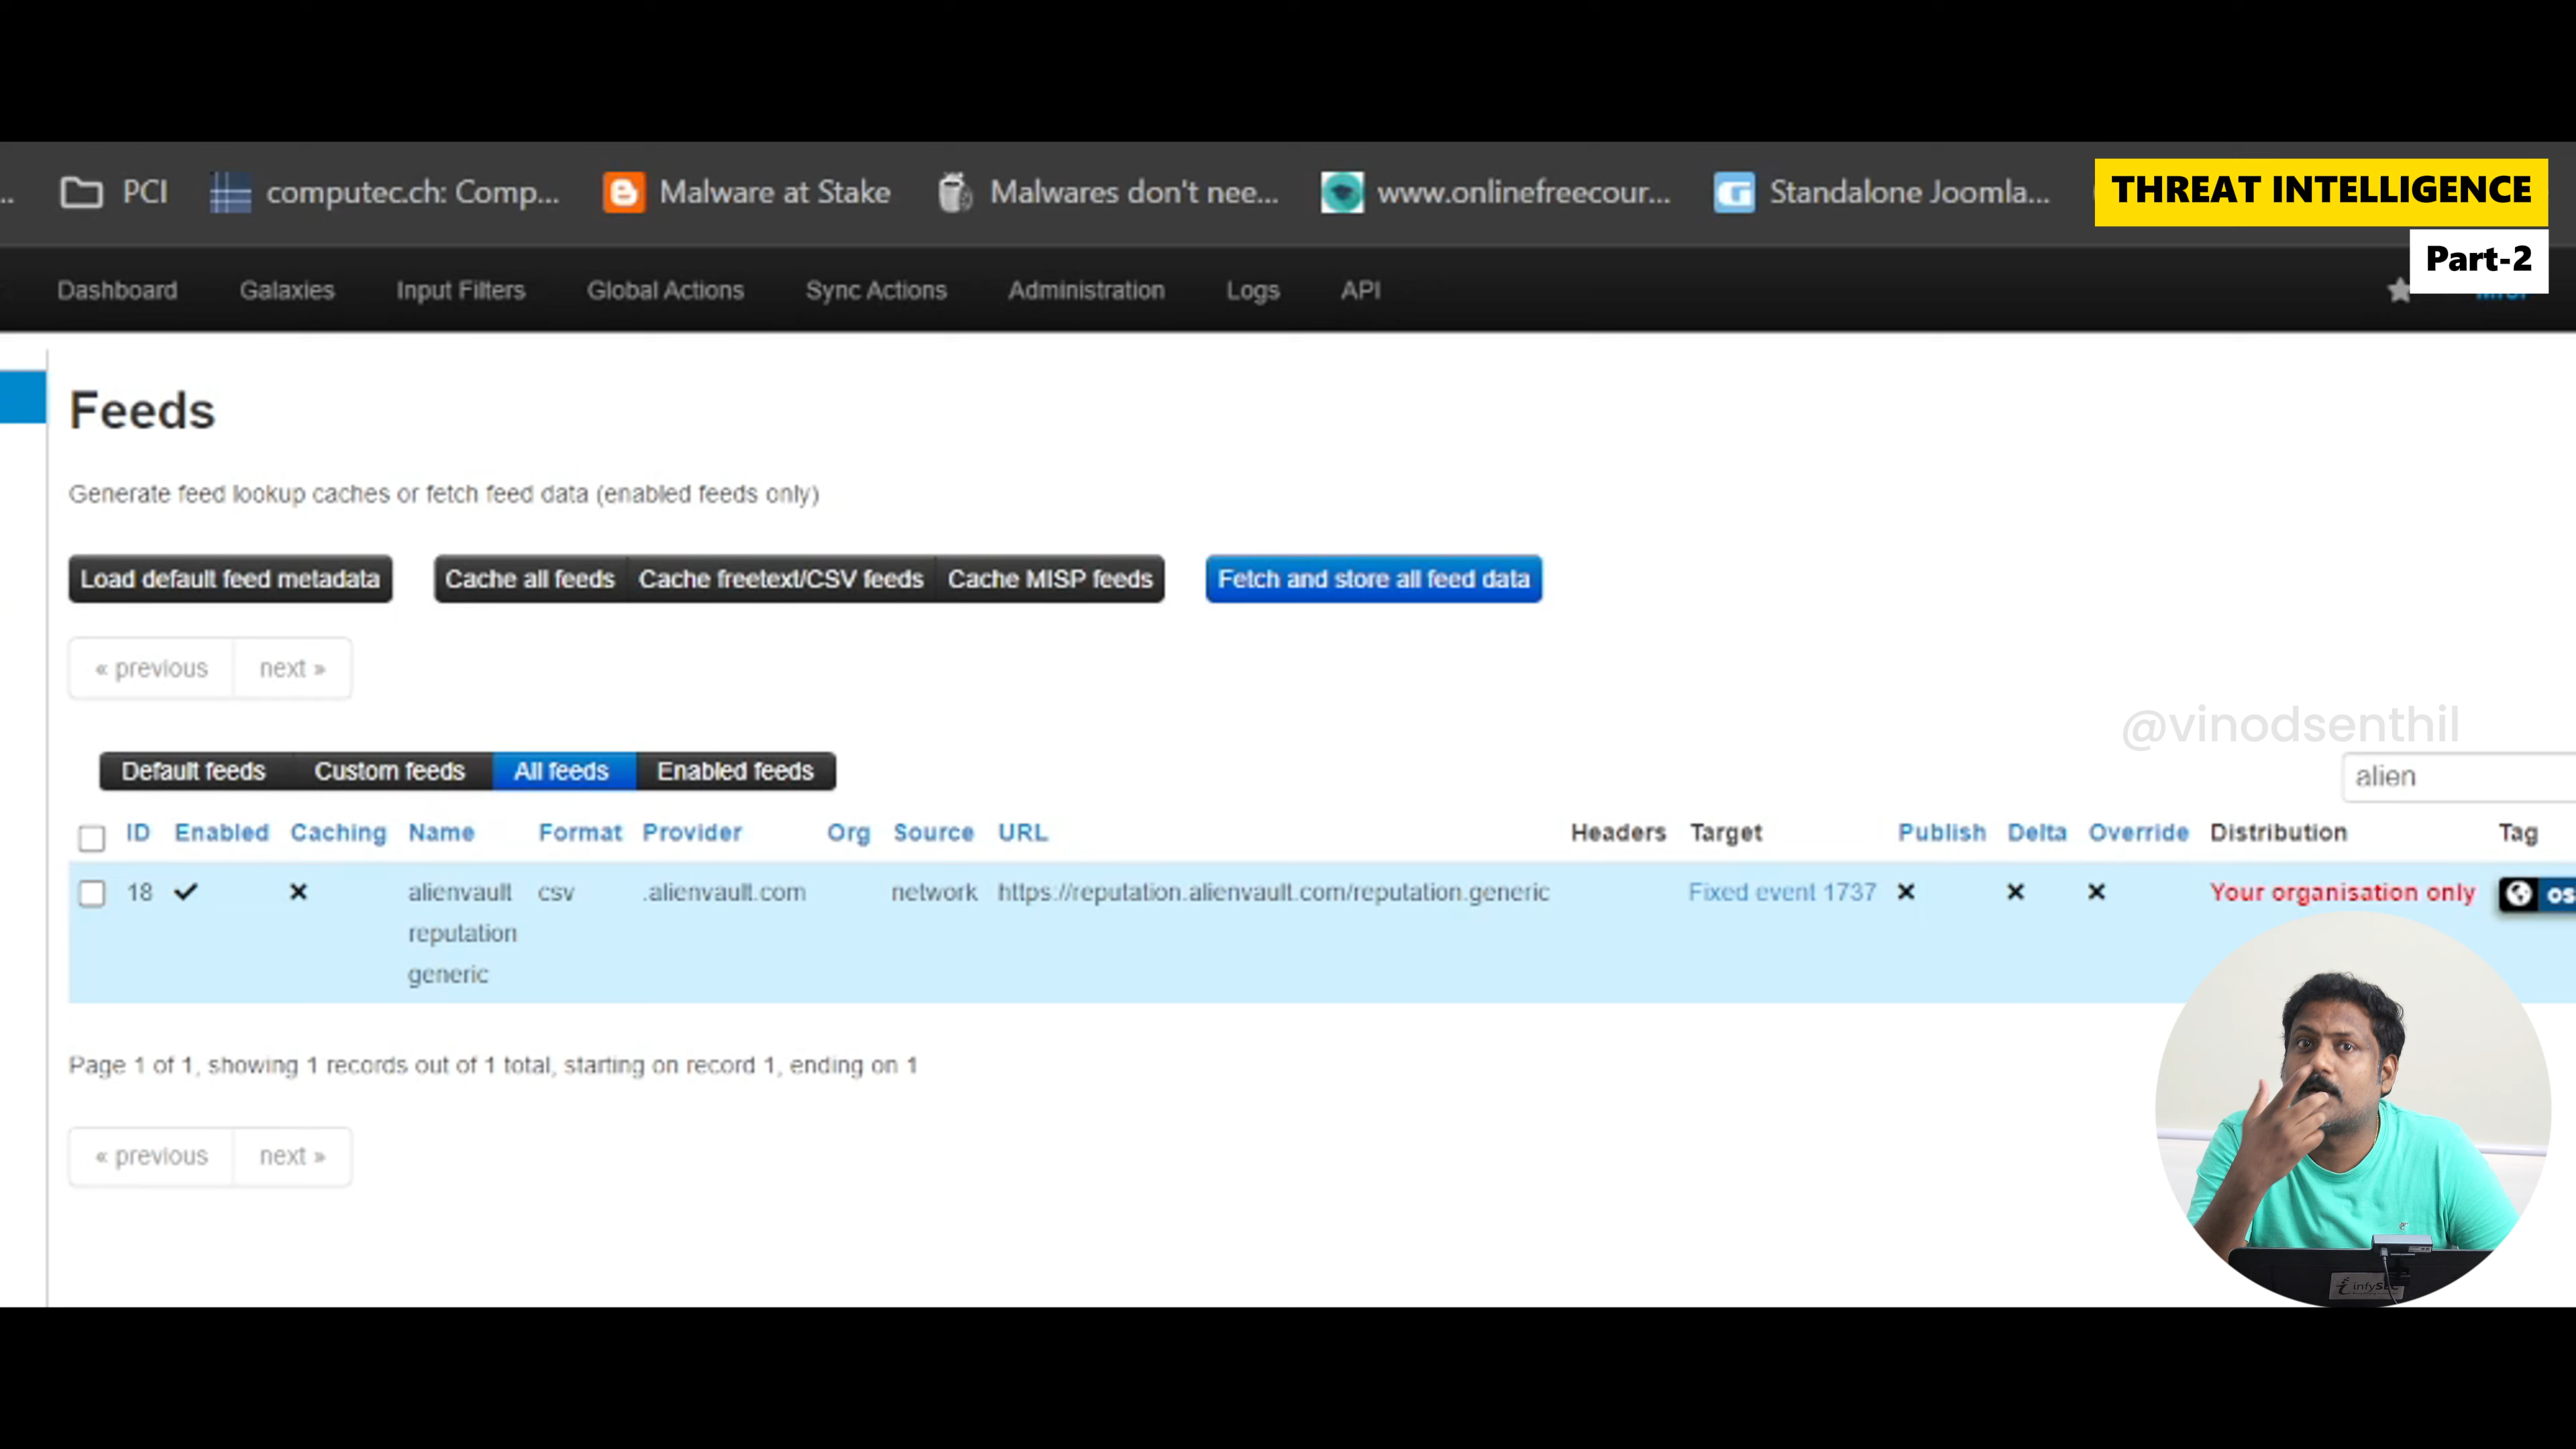 .. PCI computec.ch: Comp... Malware at Stake Malwares don't nee... www.onlinefreecour... Standalone Joomla...
THREAT INTELLIGENCE
Part-2
Dashboard Galaxies Input Filters Global Actions Sync Actions Administration Logs API
Feeds
Generate feed lookup caches or fetch feed data (enabled feeds only)
Load default feed metadata Cache all feeds Cache freetext/CSV feeds Cache MISP feeds Fetch and store all feed data
« previous next »
@vinodsenthil
Default feeds Custom feeds All feeds Enabled feeds alien
ID Enabled Caching Name Format Provider Org Source URL Headers Target Publish Delta Override Distribution Tag
18 alienvault csv .alienvault.com network https://reputation.alienvault.com/reputation.generic Fixed event 1737 Your organisation only os
reputation
generic
Page 1 of 1, showing 1 records out of 1 total, starting on record 1, ending on 1
« previous next »